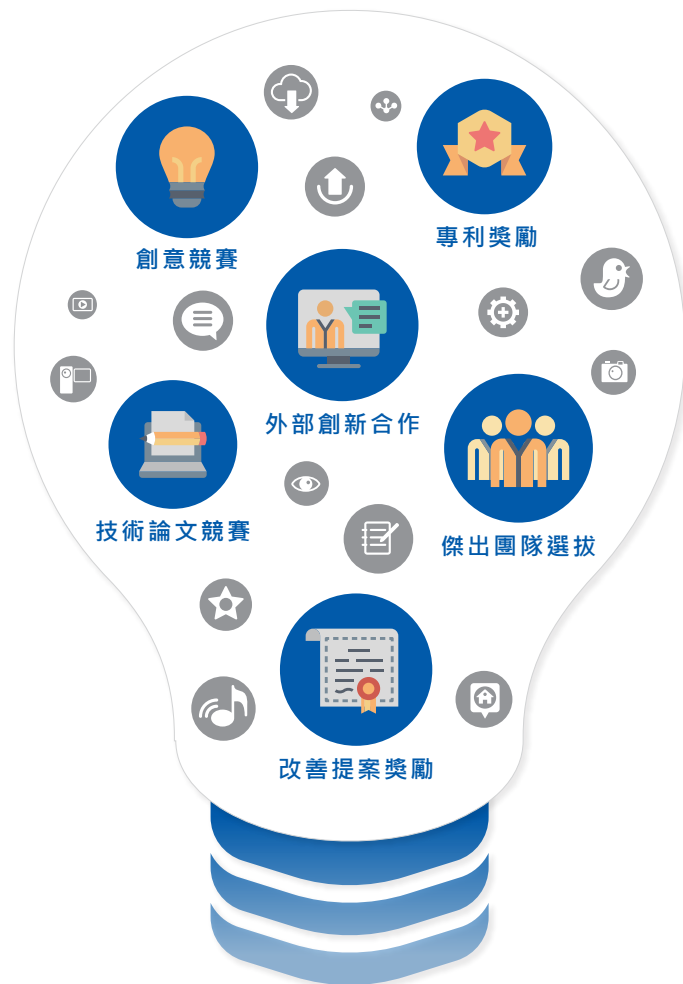 創意競賽
專利獎勵
外部創新合作
技術論文競賽
傑出團隊選拔
改善提案獎勵